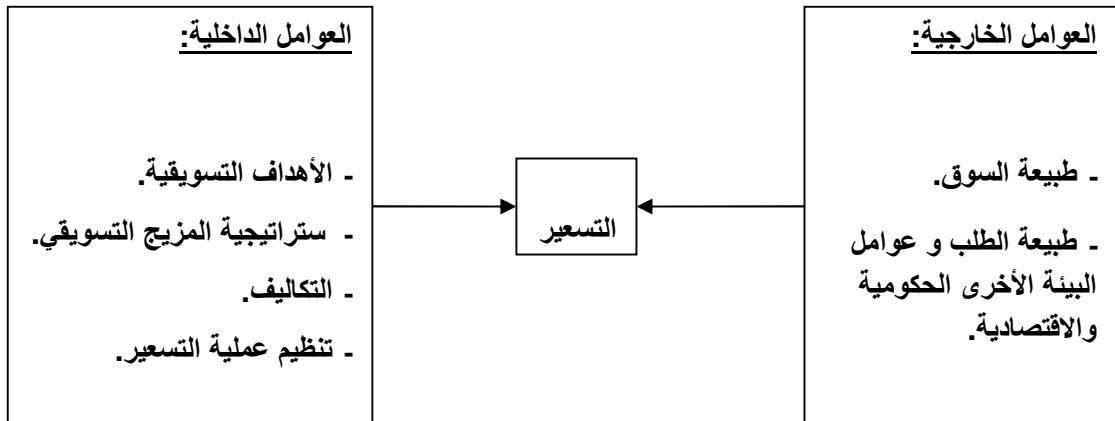 العوامل الخارجية:
- طبيعة السوق.
- طبيعة الطلب و عوامل
البيئة الأخرى الحكومية
والاقتصادية.
التسعير
العوامل الداخلية:
- الأهداف التسويقية.
- ستراتيجية المزيج التسويقي.
- التكاليف.
- تنظيم عملية التسعير.